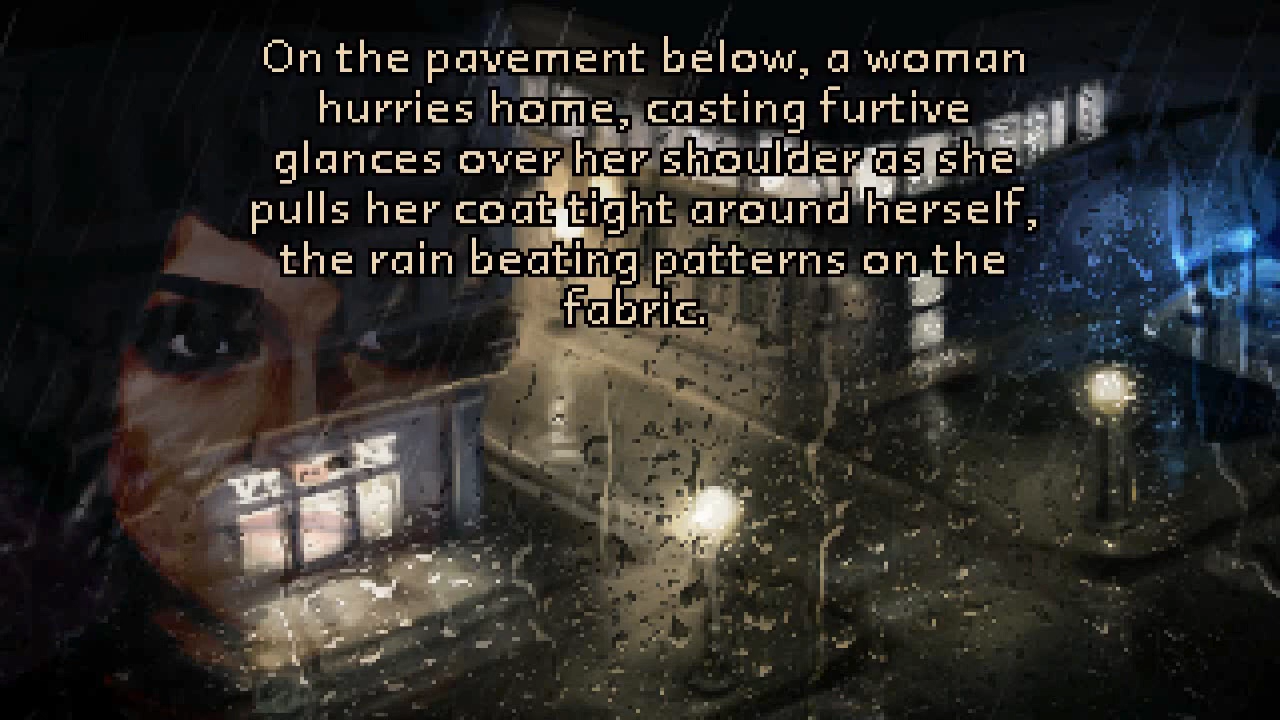 On the pavement below, a woman
hurries home, casting furtive
glances over her shoulder as she
pulls her coat tight around herself,
the rain beating patterns on the
fabric.